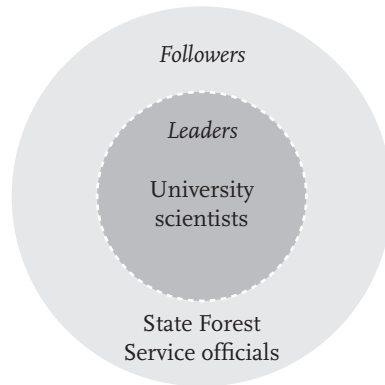 Followers
Leaders
University
scientists
State Forest
Service officials